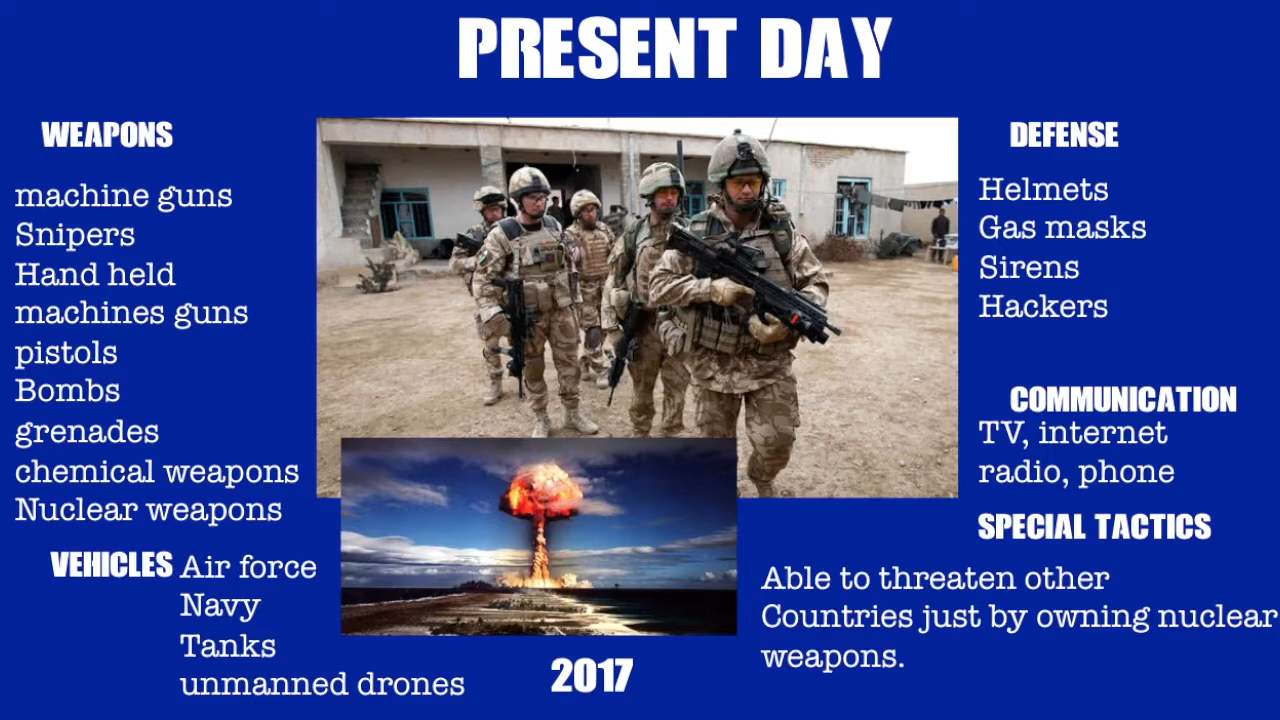 PRESENT DAY
WEAPONS
machine guns
Snipers
Hand held
machines guns
pistols
Bombs
grenades
chemical weapons
Nuclear weapons
VEHICLES
Air force
Navy
Tanks
unmanned drones
2017
DEFENSE
Helmets
Gas masks
Sirens
Hackers
COMMUNICATION
TV, internet
radio, phone
SPECIAL TACTICS
Able to threaten other
Countries just by owning nuclear
weapons.